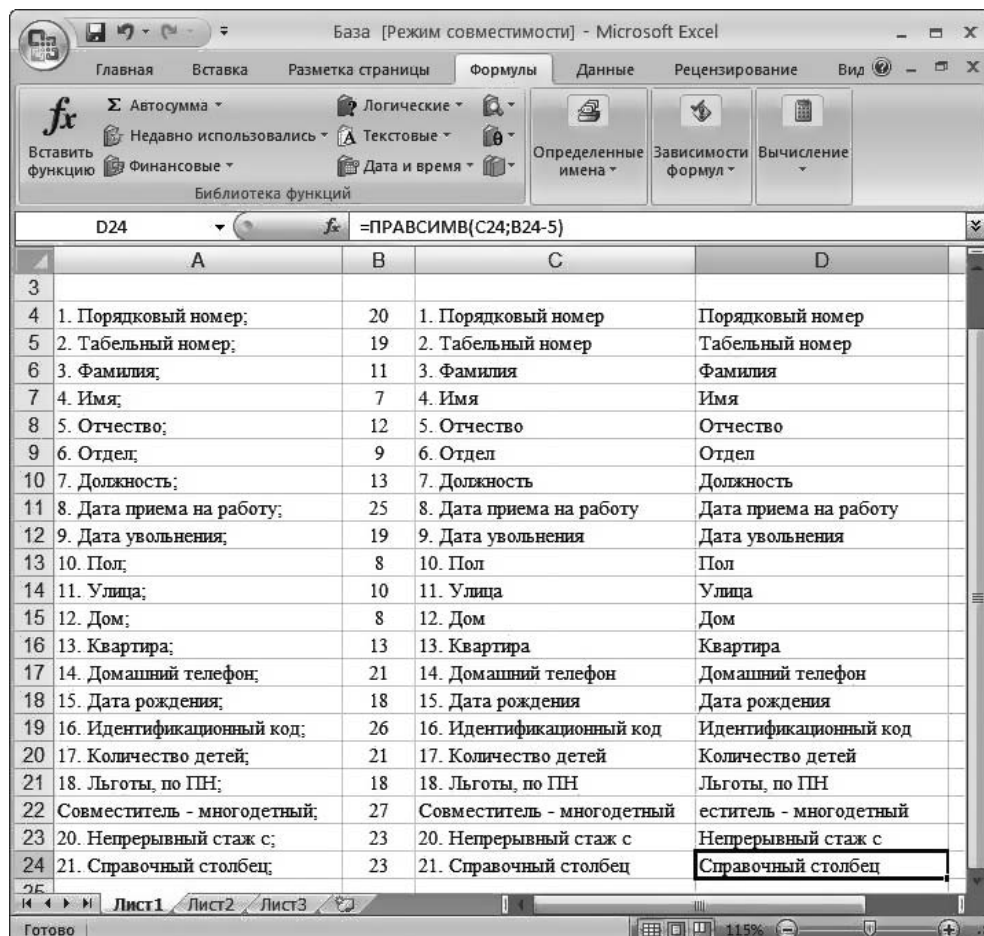 База [Режим совместимости] - Microsoft Excel
Главная Вставка Разметка страницы Формулы Данные Рецензирование Вид
fx Вставить функцию
Σ Автосумма
Недавно использовались
Финансовые
Логические
Текстовые
Дата и время
Определенные имена
Зависимости формул
Вычисление
Библиотека функций
D24 fx =ПРАВСИМВ(C24;B24-5)
A B C D
3
4 1. Порядковый номер; 20 1. Порядковый номер Порядковый номер
5 2. Табельный номер; 19 2. Табельный номер Табельный номер
6 3. Фамилия; 11 3. Фамилия Фамилия
7 4. Имя; 7 4. Имя Имя
8 5. Отчество; 12 5. Отчество Отчество
9 6. Отдел; 9 6. Отдел Отдел
10 7. Должность; 13 7. Должность Должность
11 8. Дата приема на работу; 25 8. Дата приема на работу Дата приема на работу
12 9. Дата увольнения; 19 9. Дата увольнения Дата увольнения
13 10. Пол; 8 10. Пол Пол
14 11. Улица; 10 11. Улица Улица
15 12. Дом; 8 12. Дом Дом
16 13. Квартира; 13 13. Квартира Квартира
17 14. Домашний телефон; 21 14. Домашний телефон Домашний телефон
18 15. Дата рождения; 18 15. Дата рождения Дата рождения
19 16. Идентификационный код; 26 16. Идентификационный код Идентификационный код
20 17. Количество детей; 21 17. Количество детей Количество детей
21 18. Льготы, по ПН; 18 18. Льготы, по ПН Льготы, по ПН
22 Совместитель - многодетный; 27 Совместитель - многодетный еститель - многодетный
23 20. Непрерывный стаж с; 23 20. Непрерывный стаж с Непрерывный стаж с
24 21. Справочный столбец; 23 21. Справочный столбец Справочный столбец
25
Лист1 Лист2 Лист3
Готово 115%